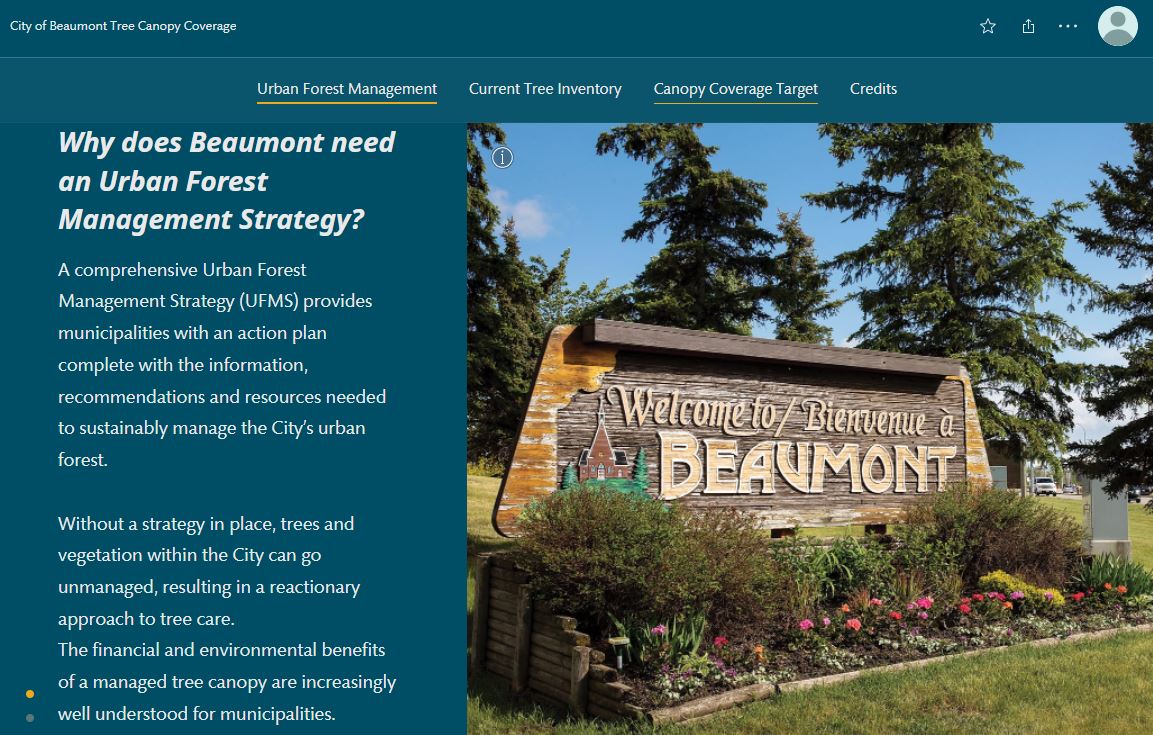 City of Beaumont Tree Canopy Coverage
Urban Forest Management
Current Tree Inventory
Canopy Coverage Target
Credits
Why does Beaumont need
an Urban Forest
Management Strategy?
A comprehensive Urban Forest
Management Strategy (UFMS) provides
municipalities with an action plan
complete with the information,
recommendations and resources needed
to sustainably manage the City’s urban
forest.
Without a strategy in place, trees and
vegetation within the City can go
unmanaged, resulting in a reactionary
approach to tree care.
The financial and environmental benefits
of a managed tree canopy are increasingly
well understood for municipalities.
i
Welcome to/Bienvenue à
BEAUMONT